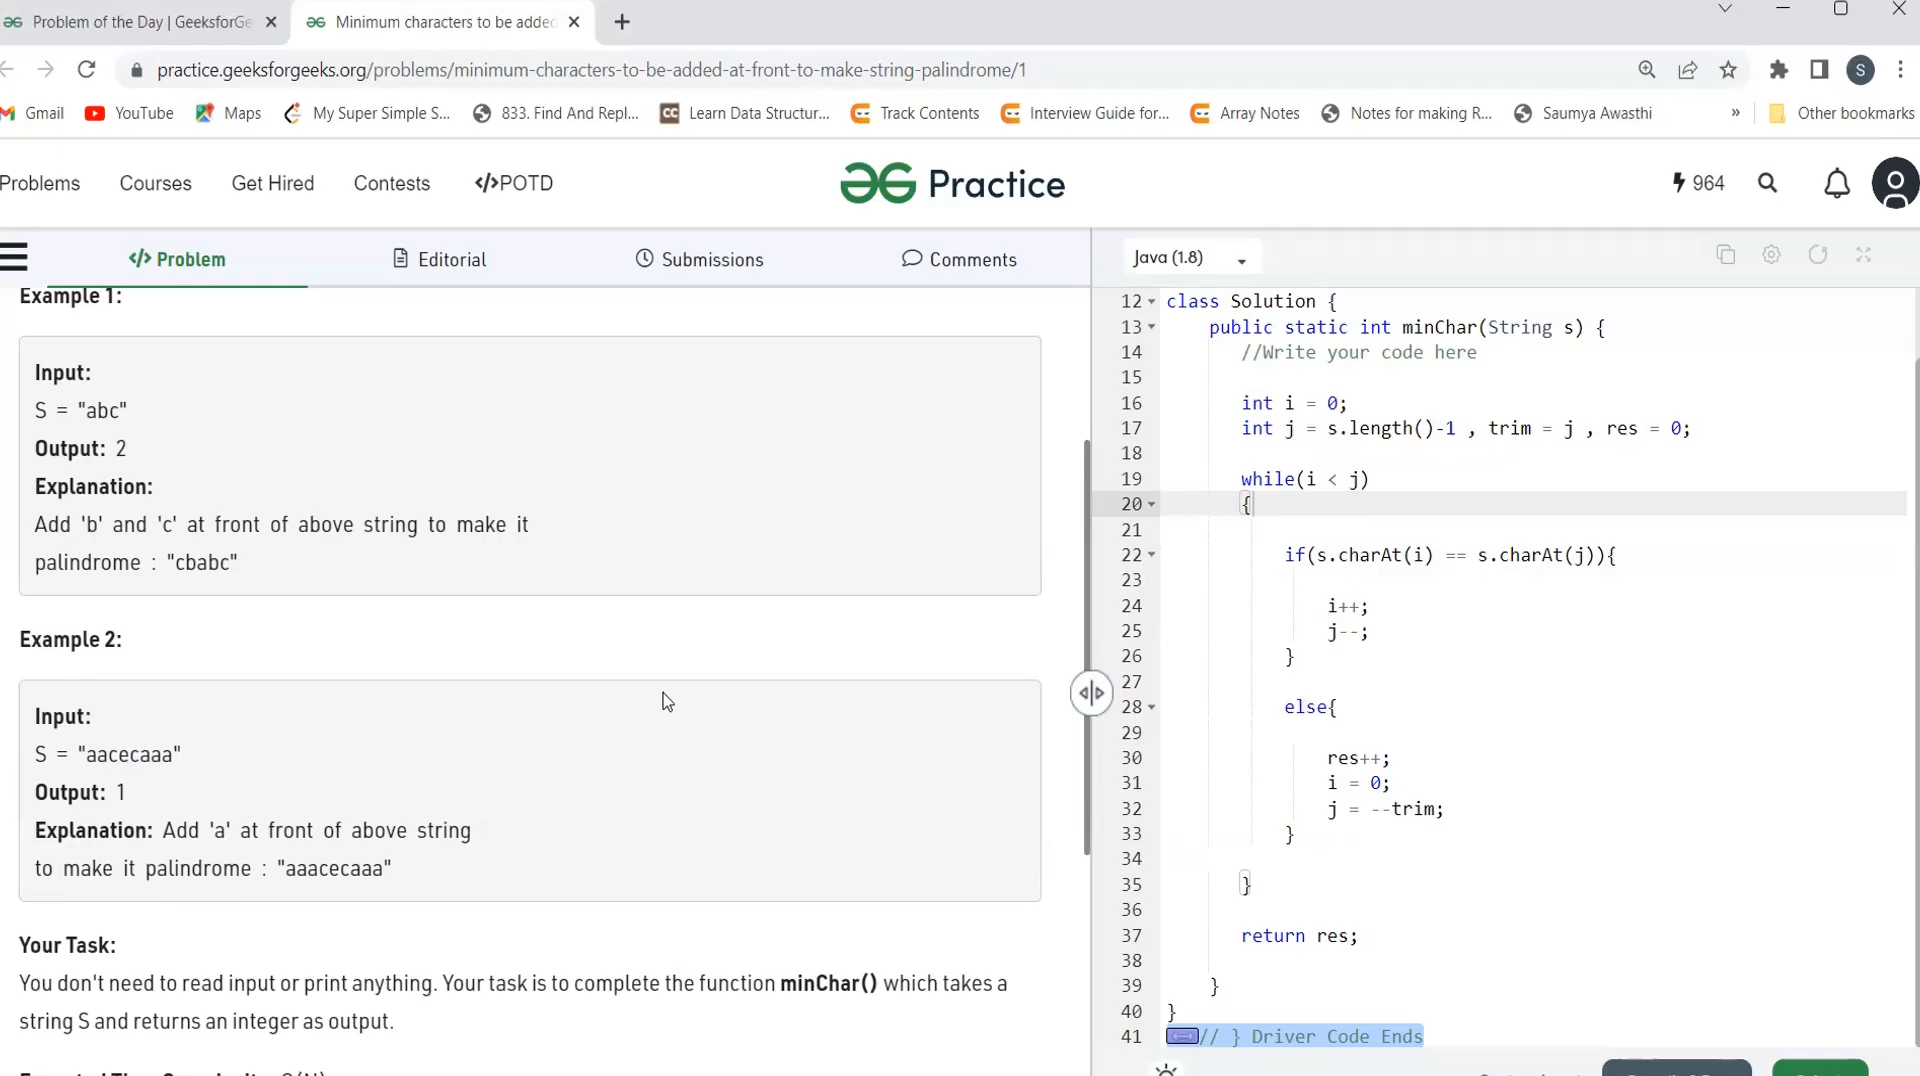 Problem of the Day | GeeksforGe
Minimum characters to be added
practice.geeksforgeeks.org/problems/minimum-characters-to-be-added-at-front-to-make-string-palindrome/1
S
Gmail
YouTube
Maps
My Super Simple S...
833. Find And Repl...
Learn Data Structur...
Track Contents
Interview Guide for...
Array Notes
Notes for making R...
Saumya Awasthi
»
Other bookmarks
Problems
Courses
Get Hired
Contests
</>POTD
Practice
964
</> Problem
Editorial
Submissions
Comments
Example 1:
Input:
S = "abc"
Output: 2
Explanation:
Add 'b' and 'c' at front of above string to make it
palindrome : "cbabc"
Example 2:
Input:
S = "aacecaaa"
Output: 1
Explanation: Add 'a' at front of above string
to make it palindrome : "aaacecaaa"
Your Task:
You don't need to read input or print anything. Your task is to complete the function minChar() which takes a
string S and returns an integer as output.
Java (1.8)
12 class Solution {
13 public static int minChar(String s) {
14 //Write your code here
15
16 int i = 0;
17 int j = s.length()-1 , trim = j , res = 0;
18
19 while(i < j)
20 {
21
22 if(s.charAt(i) == s.charAt(j)){
23
24 i++;
25 j--;
26 }
27
28 else{
29
30 res++;
31 i = 0;
32 j = --trim;
33 }
34
35 }
36
37 return res;
38
39 }
40 }
41 // } Driver Code Ends